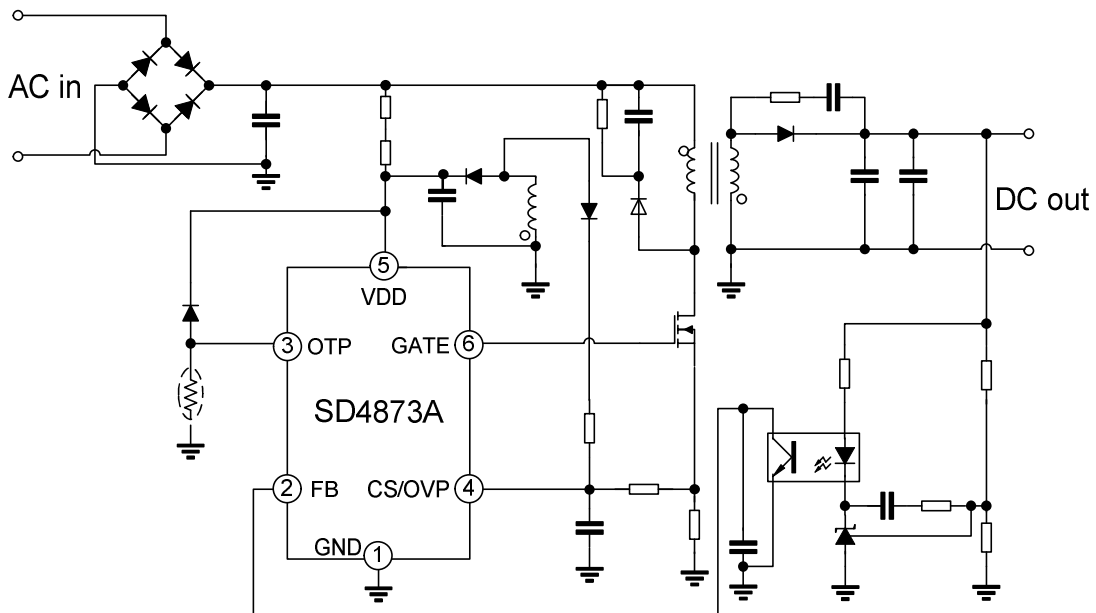 AC in
DC out
5
VDD
3 OTP
GATE 6
SD4873A
2 FB
CS/OVP 4
GND 1